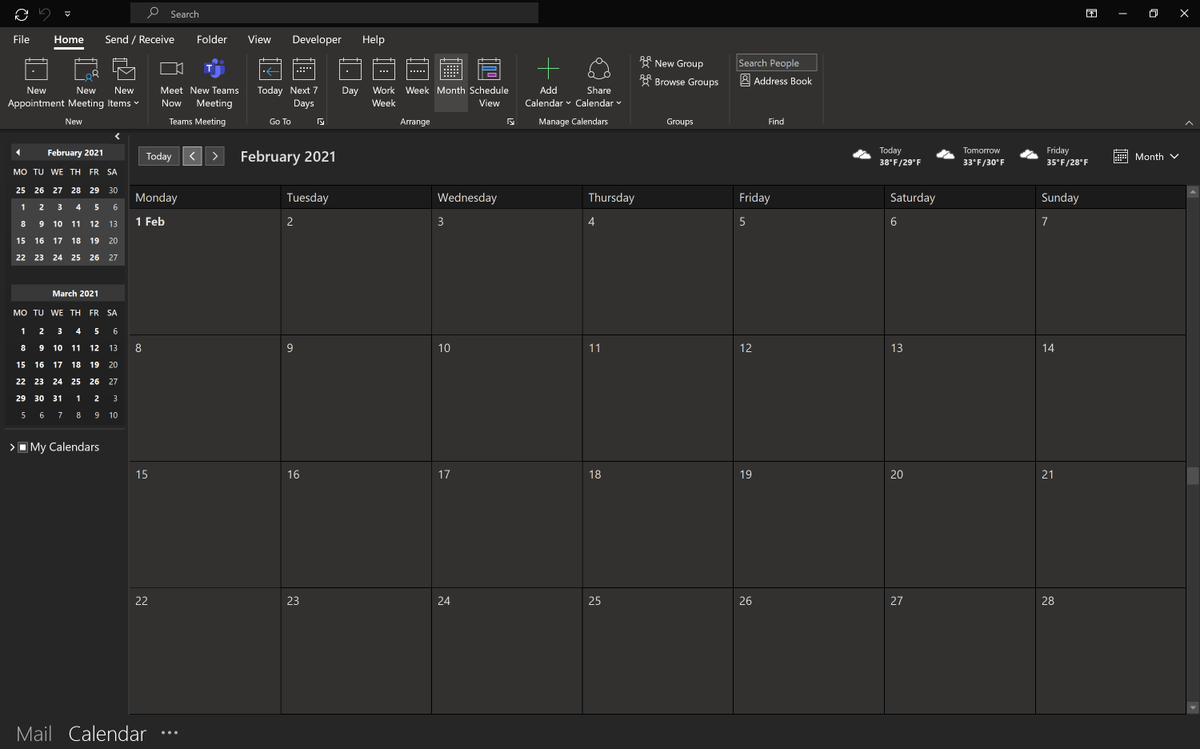 Search
File Home Send / Receive Folder View Developer Help
New Appointment
New Meeting
New Items
New
Meet Now
New Teams Meeting
Teams Meeting
Today
Next 7 Days
Go To
Day
Work Week
Week
Month
Schedule View
Arrange
Add Calendar
Share Calendar
Manage Calendars
New Group
Browse Groups
Groups
Search People
Address Book
Find
February 2021
MO TU WE TH FR SA
25 26 27 28 29 30
1 2 3 4 5 6
8 9 10 11 12 13
15 16 17 18 19 20
22 23 24 25 26 27
March 2021
MO TU WE TH FR SA
1 2 3 4 5 6
8 9 10 11 12 13
15 16 17 18 19 20
22 23 24 25 26 27
29 30 31 1 2 3
5 6 7 8 9 10
My Calendars
Today
February 2021
Today
38°F/29°F
Tomorrow
33°F/30°F
Friday
35°F/28°F
Month
Monday Tuesday Wednesday Thursday Friday Saturday Sunday
1 Feb 2 3 4 5 6 7
8 9 10 11 12 13 14
15 16 17 18 19 20 21
22 23 24 25 26 27 28
Mail Calendar